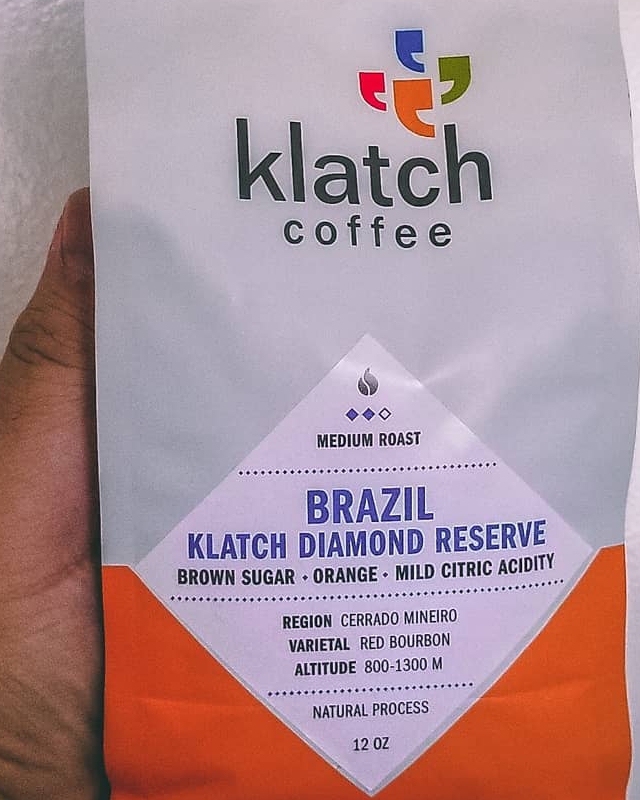 klatch
coffee
MEDIUM ROAST
BRAZIL
KLATCH DIAMOND RESERVE
BROWN SUGAR • ORANGE • MILD CITRIC ACIDITY
REGION CERRADO MINEIRO
VARIETAL RED BOURBON
ALTITUDE 800-1300 M
NATURAL PROCESS
12 OZ